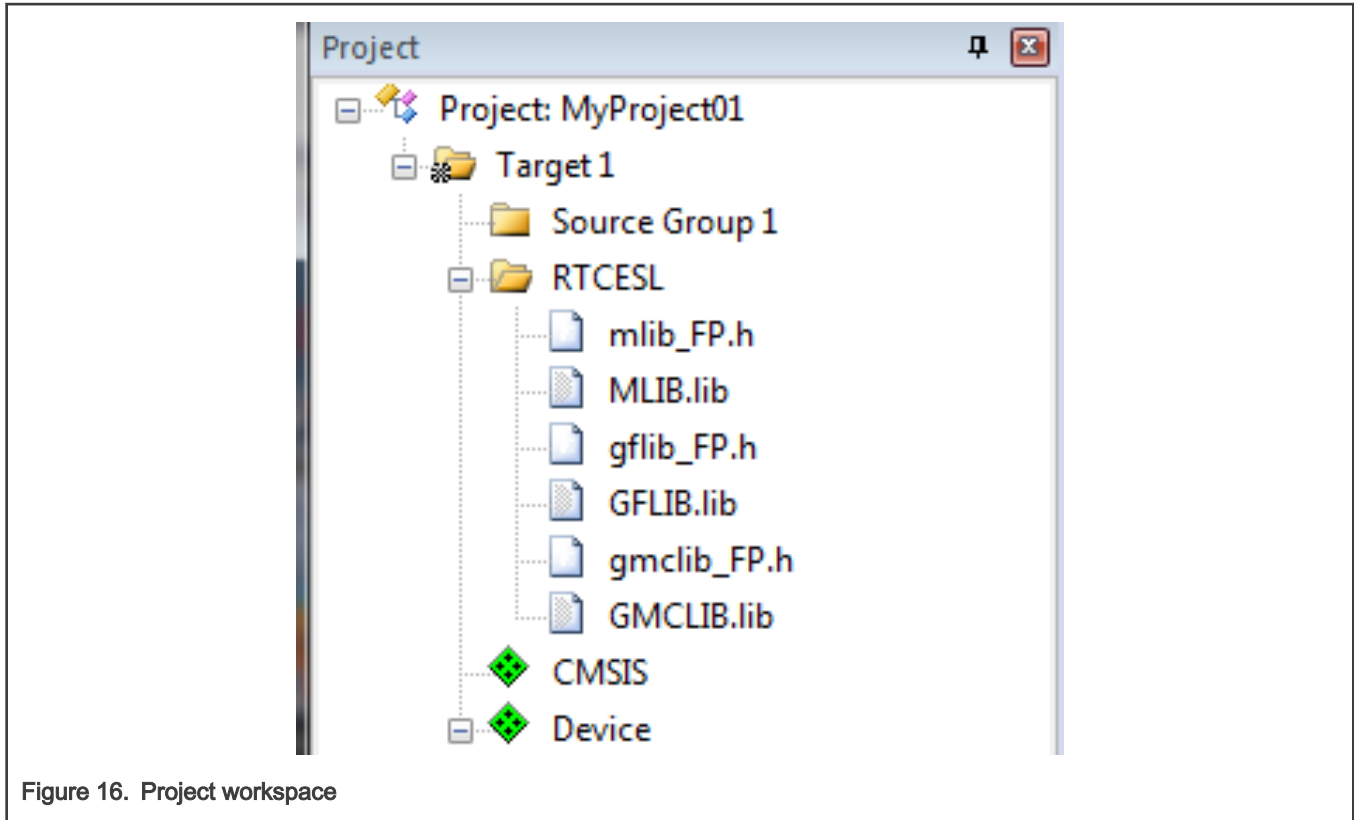 Project
Project: MyProject01
Target 1
Source Group 1
RTCESL
mlib_FP.h
MLIB.lib
gflib_FP.h
GFLIB.lib
gmclib_FP.h
GMCLIB.lib
CMSIS
Device
Figure 16. Project workspace